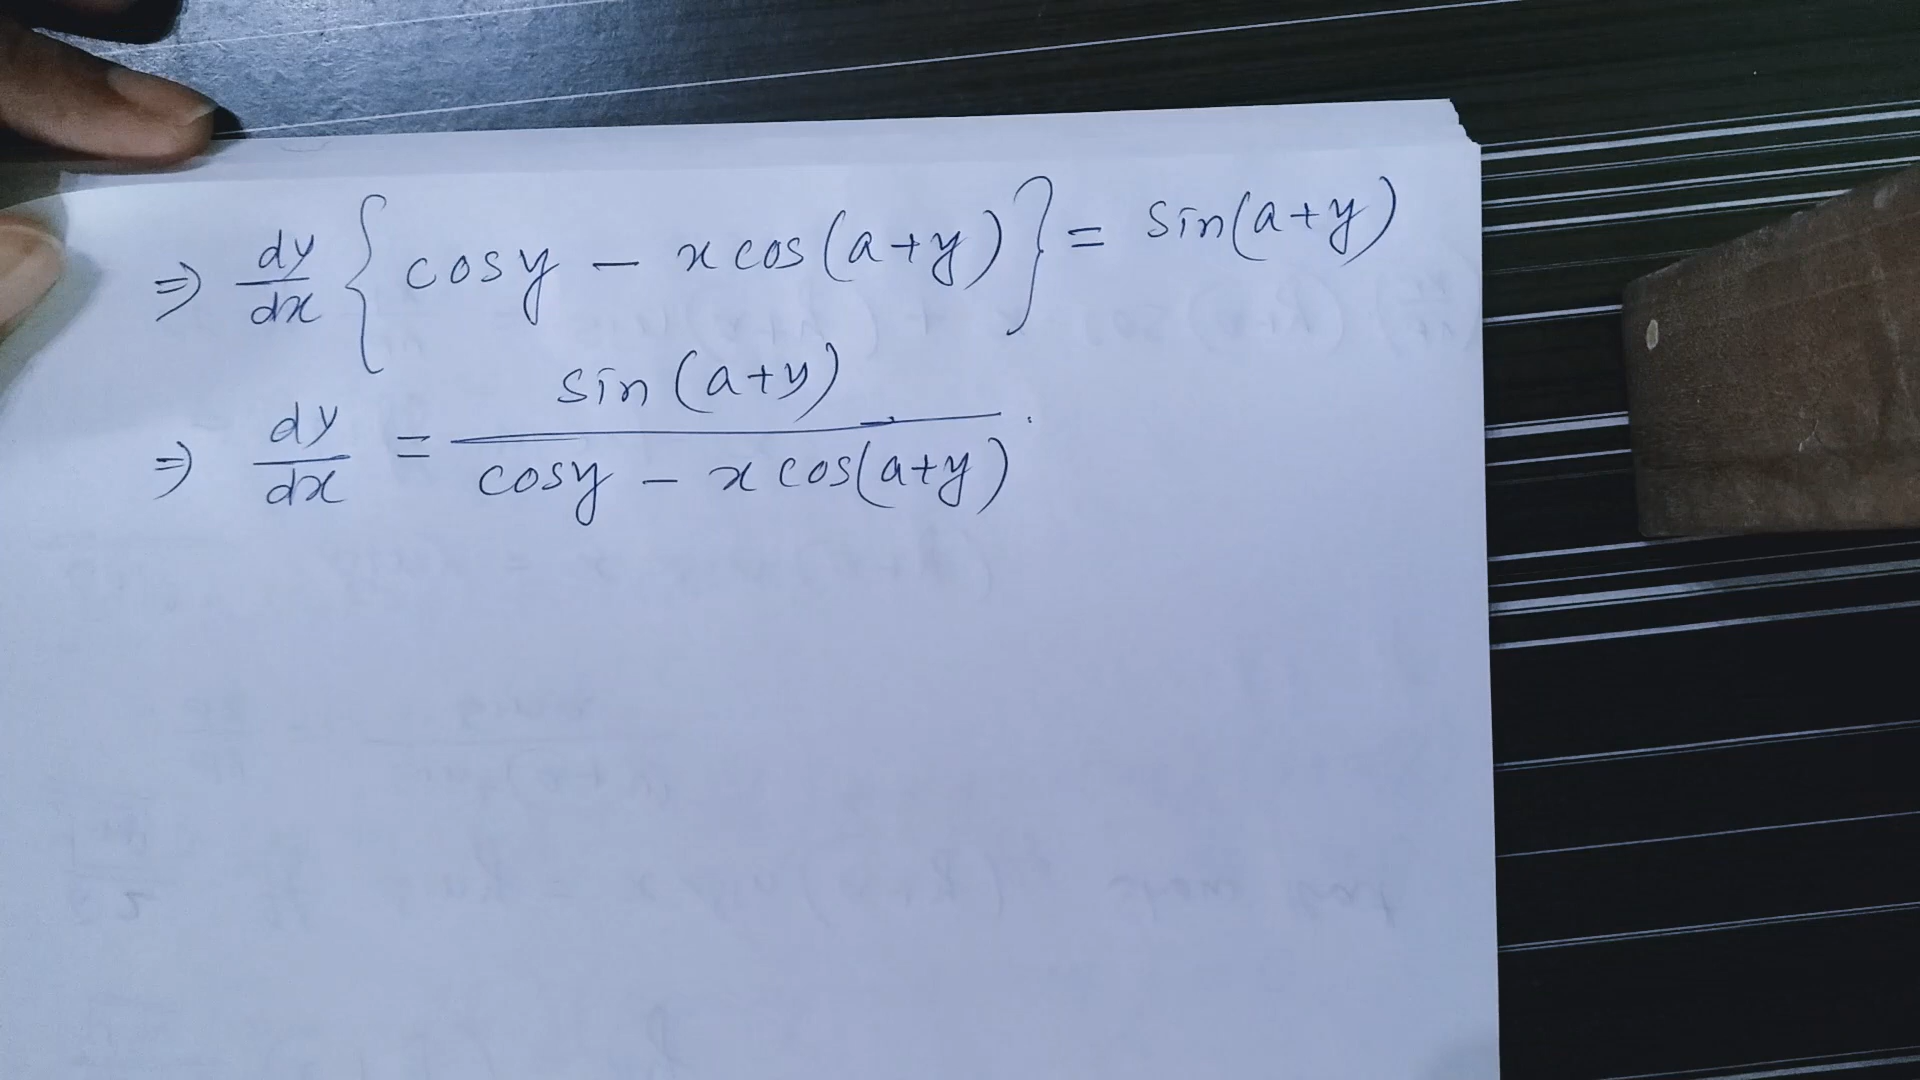 ⇒ dy/dx { cosy - x cos(a+y) } = sin(a+y)
⇒ dy/dx = sin(a+y) / cosy - x cos(a+y) .